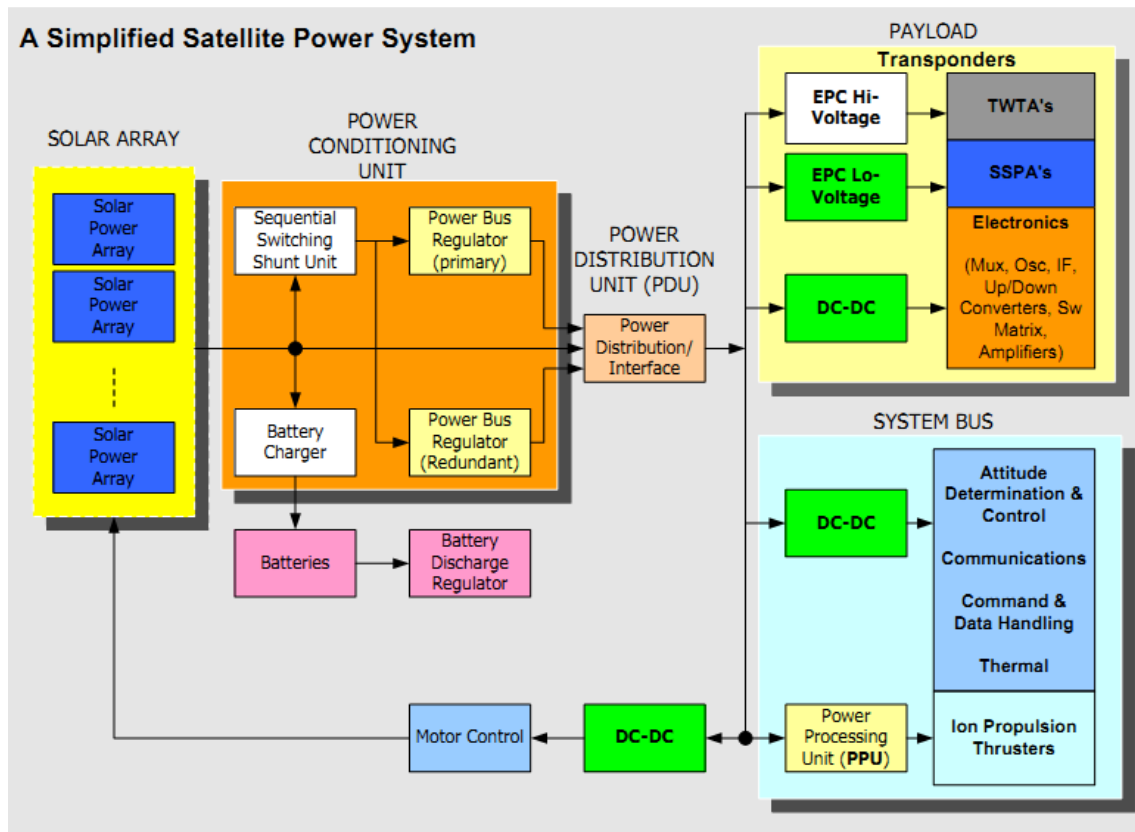 A Simplified Satellite Power System
SOLAR ARRAY
Solar
Power
Array
Solar
Power
Array
Solar
Power
Array
POWER
CONDITIONING
UNIT
Sequential
Switching
Shunt Unit
Power Bus
Regulator
(primary)
Battery
Charger
Power Bus
Regulator
(Redundant)
Batteries
Battery
Discharge
Regulator
POWER
DISTRIBUTION
UNIT (PDU)
Power
Distribution/
Interface
PAYLOAD
Transponders
EPC Hi-
Voltage
TWTA's
EPC Lo-
Voltage
SSPA's
DC-DC
Electronics
(Mux, Osc, IF,
Up/Down
Converters, Sw
Matrix,
Amplifiers)
SYSTEM BUS
DC-DC
Attitude
Determination &
Control
Communications
Command &
Data Handling
Thermal
Power
Processing
Unit (PPU)
Ion Propulsion
Thrusters
Motor Control
DC-DC